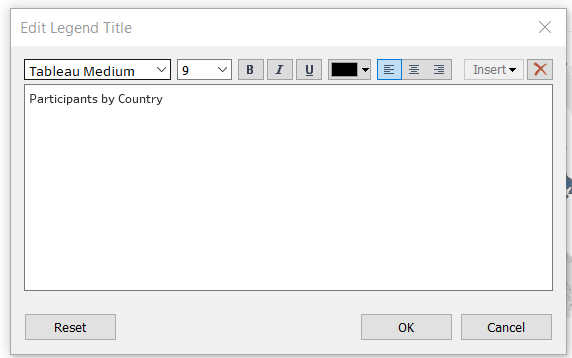 Edit Legend Title
Tableau Medium 9 B I U Insert
Participants by Country
Reset OK Cancel